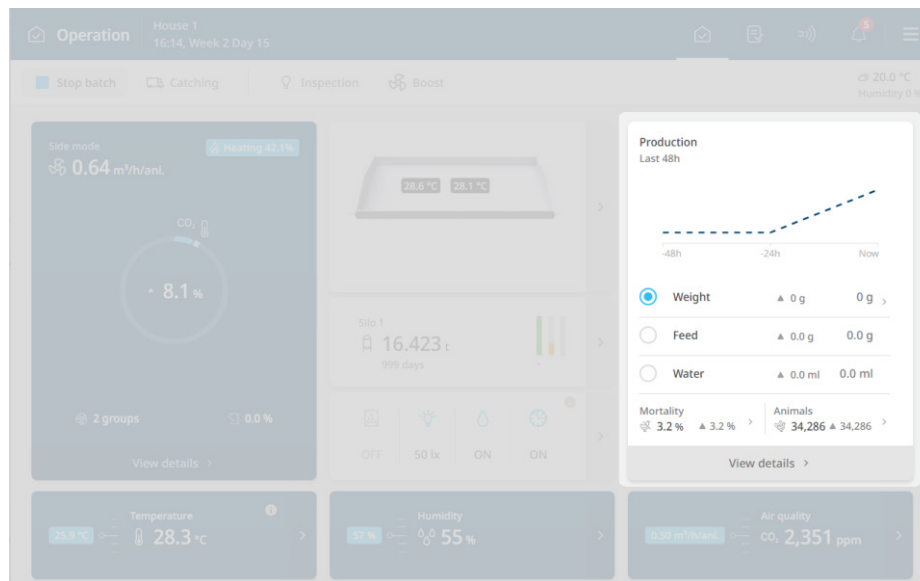 Operation
House 1
16:14, Week 2 Day 15
5
Stop batch
Catching
Inspection
Boost
20.0 °C
Humidity 0 %
Side mode
Heating 42.1%
0.64 m³/h/ani.
CO₂
8.1 %
2 groups
0.0 %
View details
28.6 °C 28.1 °C
Silo 1
16.423 t
999 days
OFF 50 lx ON ON
Production
Last 48h
-48h -24h Now
Weight ▲ 0 g 0 g
Feed ▲ 0.0 g 0.0 g
Water ▲ 0.0 ml 0.0 ml
Mortality
3.2 % ▲ 3.2 %
Animals
34,286 ▲ 34,286
View details
Temperature
25.9 °C 28.3 °C
Humidity
37 % 55 %
Air quality
0.50 m³/h/ani. CO₂ 2,351 ppm